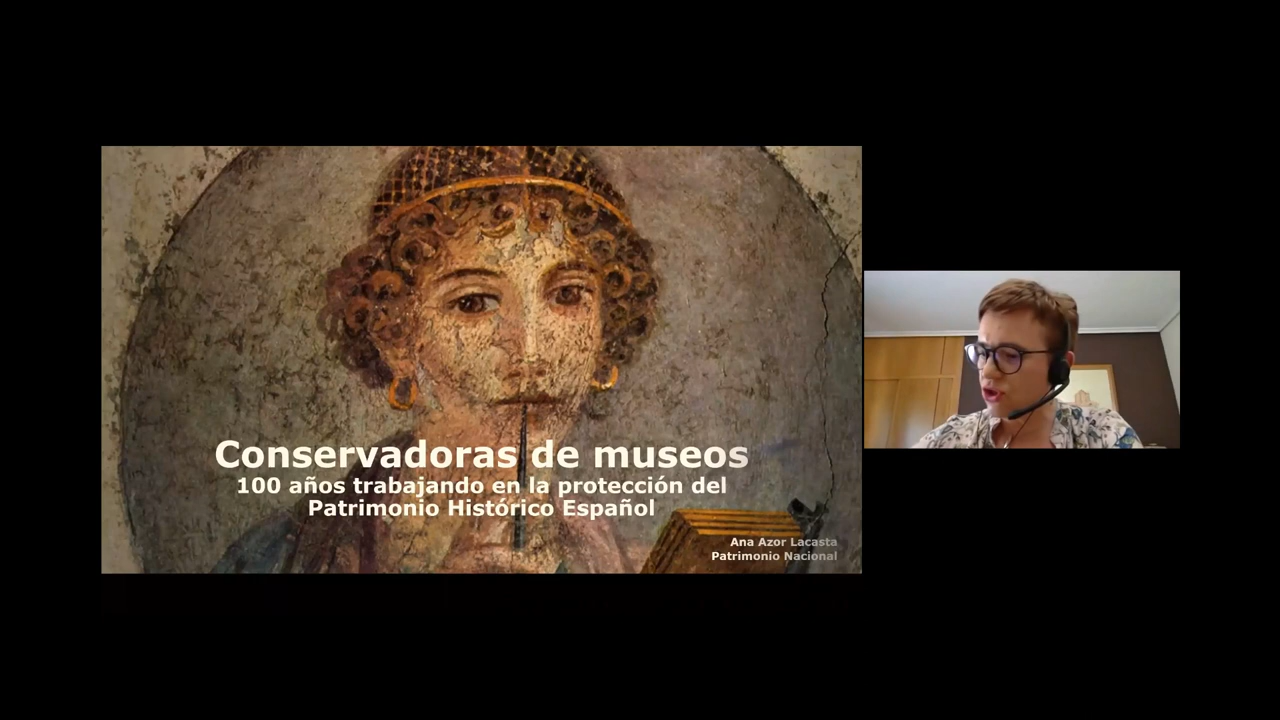 Conservadoras de museos
100 años trabajando en la protección del
Patrimonio Histórico Español
Ana Azor Lacasta
Patrimonio Nacional